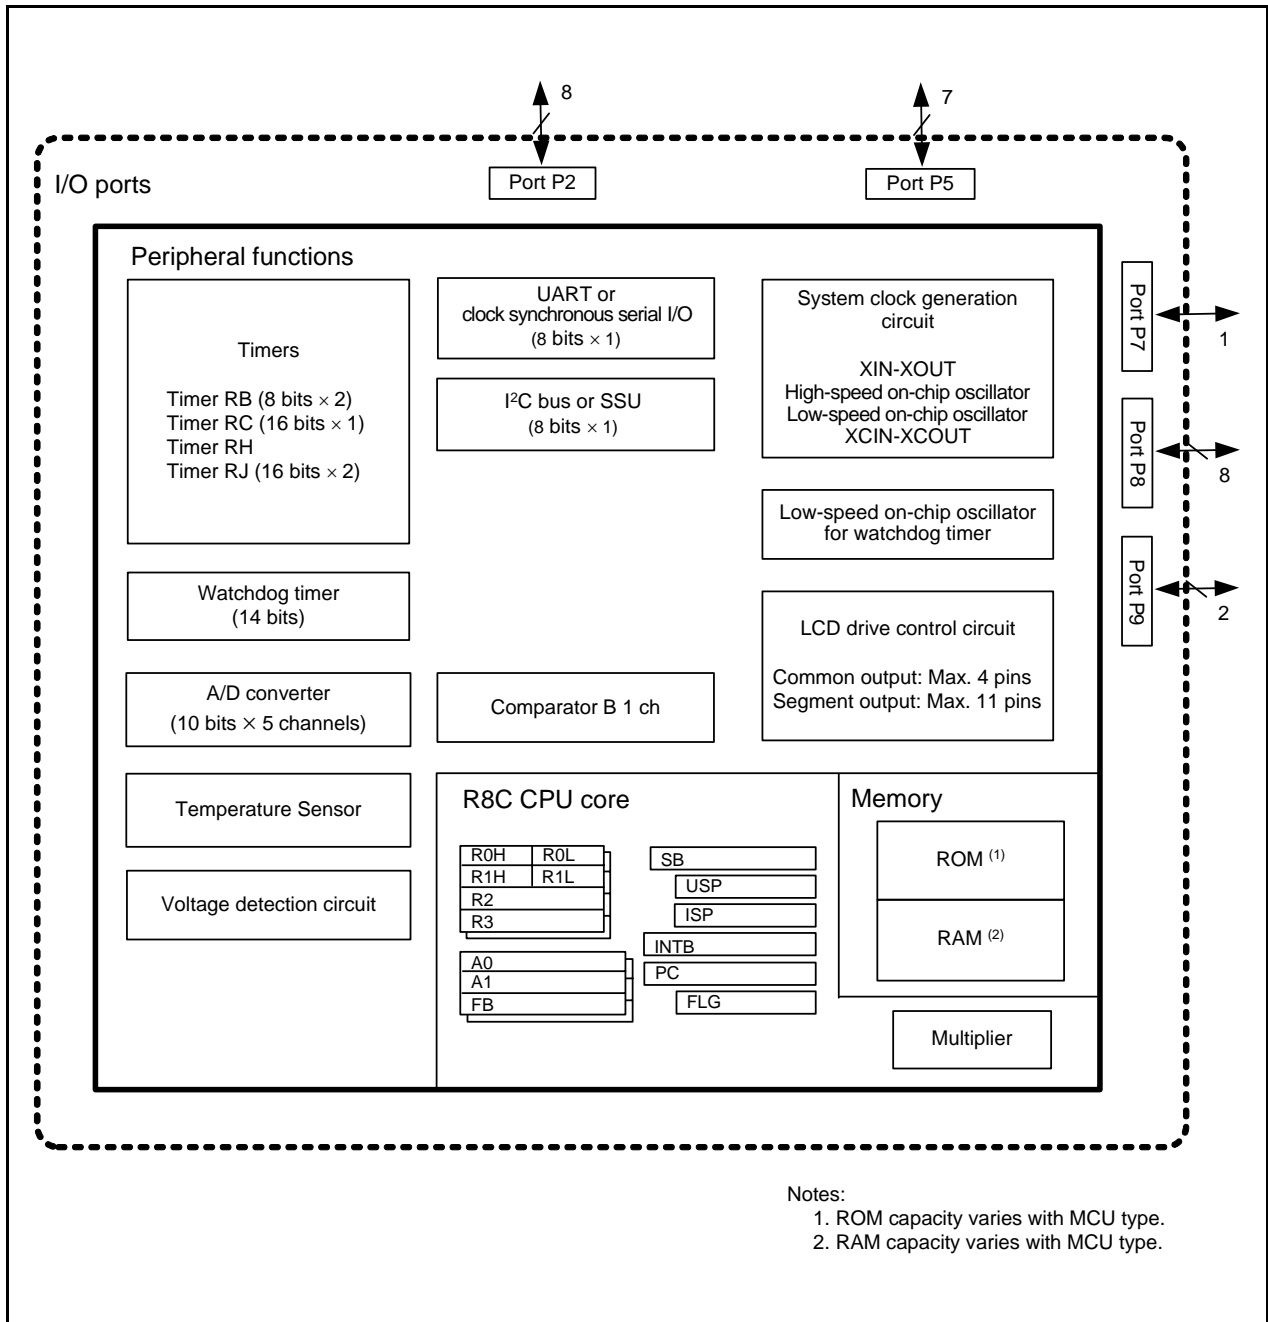 8
7
I/O ports
Port P2
Port P5
Peripheral functions
Timers
Timer RB (8 bits × 2)
Timer RC (16 bits × 1)
Timer RH
Timer RJ (16 bits × 2)
UART or
clock synchronous serial I/O
(8 bits × 1)
I²C bus or SSU
(8 bits × 1)
System clock generation
circuit
XIN-XOUT
High-speed on-chip oscillator
Low-speed on-chip oscillator
XCIN-XCOUT
Port P7
1
Port P8
8
Port P9
2
Low-speed on-chip oscillator
for watchdog timer
Watchdog timer
(14 bits)
LCD drive control circuit
Common output: Max. 4 pins
Segment output: Max. 11 pins
A/D converter
(10 bits × 5 channels)
Comparator B 1 ch
Temperature Sensor
Voltage detection circuit
R8C CPU core
R0H R0L
R1H R1L
R2
R3
A0
A1
FB
SB
USP
ISP
INTB
PC
FLG
Memory
ROM (1)
RAM (2)
Multiplier
Notes:
1. ROM capacity varies with MCU type.
2. RAM capacity varies with MCU type.